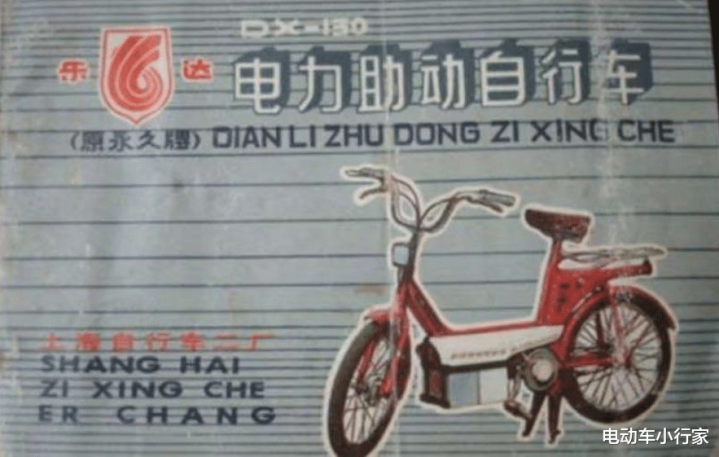 DX-130
乐达 电力助动自行车
(原永久牌) DIAN LI ZHU DONG ZI XING CHE
上海自行车二厂
SHANG HAI
ZI XING CHE
ER CHANG
电动车小行家